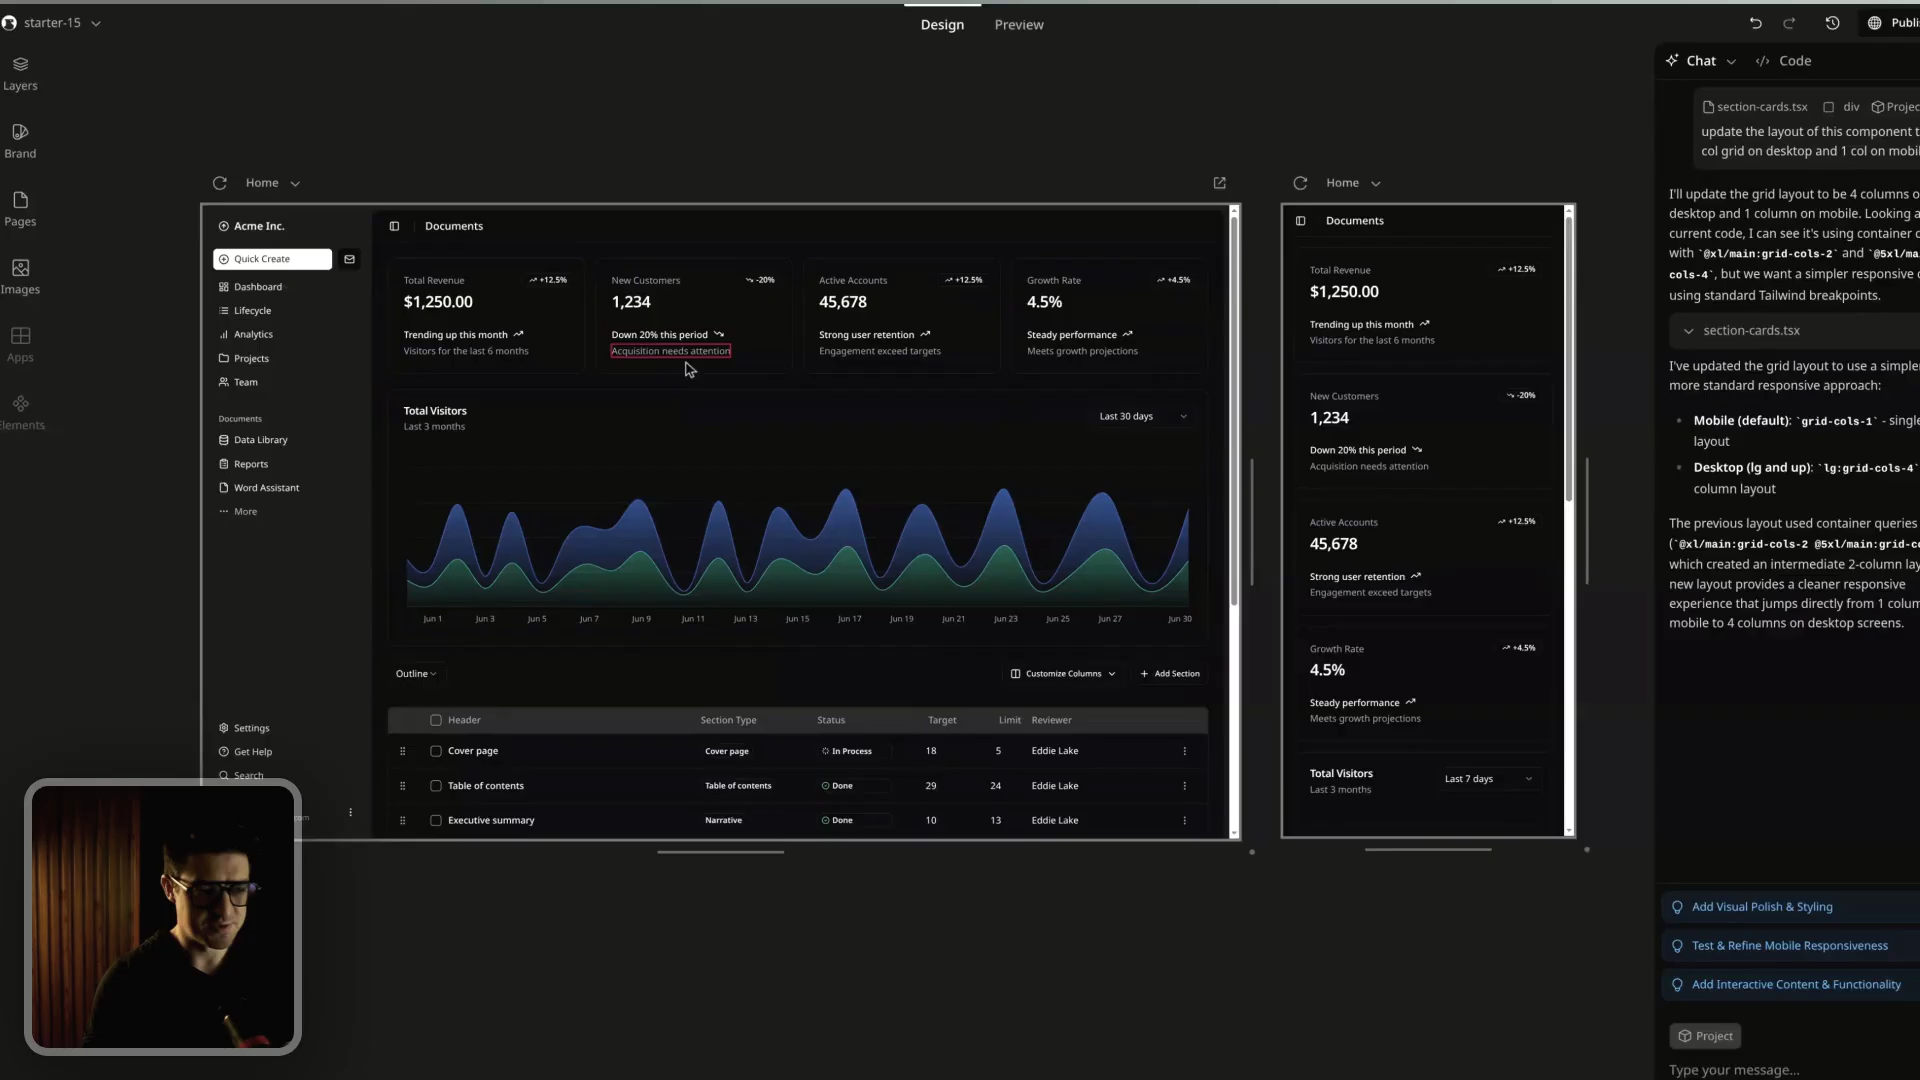 starter-15
Design
Preview
Publi
Layers
Brand
Pages
Images
Apps
Elements
Home
Acme Inc.
Quick Create
Dashboard
Lifecycle
Analytics
Projects
Team
Documents
Data Library
Reports
Word Assistant
More
Settings
Get Help
Search
com
Documents
Total Revenue +12.5%
$1,250.00
Trending up this month
Visitors for the last 6 months
New Customers -20%
1,234
Down 20% this period
Acquisition needs attention
Active Accounts +12.5%
45,678
Strong user retention
Engagement exceed targets
Growth Rate +4.5%
4.5%
Steady performance
Meets growth projections
Total Visitors
Last 3 months
Last 30 days
Jun 1 Jun 3 Jun 5 Jun 7 Jun 9 Jun 11 Jun 13 Jun 15 Jun 17 Jun 19 Jun 21 Jun 23 Jun 25 Jun 27 Jun 30
Outline
Customize Columns
+ Add Section
Header Section Type Status Target Limit Reviewer
Cover page Cover page In Process 18 5 Eddie Lake
Table of contents Table of contents Done 29 24 Eddie Lake
Executive summary Narrative Done 10 13 Eddie Lake
Home
Documents
Total Revenue +12.5%
$1,250.00
Trending up this month
Visitors for the last 6 months
New Customers -20%
1,234
Down 20% this period
Acquisition needs attention
Active Accounts +12.5%
45,678
Strong user retention
Engagement exceed targets
Growth Rate +4.5%
4.5%
Steady performance
Meets growth projections
Total Visitors
Last 3 months
Last 7 days
Chat
</> Code
section-cards.tsx div Projec
update the layout of this component t
col grid on desktop and 1 col on mobil
I'll update the grid layout to be 4 columns o
desktop and 1 column on mobile. Looking a
current code, I can see it's using container c
with `@xl/main:grid-cols-2` and `@5xl/ma
cols-4`, but we want a simpler responsive
using standard Tailwind breakpoints.
section-cards.tsx
I've updated the grid layout to use a simpler
more standard responsive approach:
• Mobile (default): `grid-cols-1` - single
layout
• Desktop (lg and up): `lg:grid-cols-4`
column layout
The previous layout used container queries
(`@xl/main:grid-cols-2 @5xl/main:grid-co
which created an intermediate 2-column lay
new layout provides a cleaner responsive
experience that jumps directly from 1 colum
mobile to 4 columns on desktop screens.
Add Visual Polish & Styling
Test & Refine Mobile Responsiveness
Add Interactive Content & Functionality
Project
Type your message...